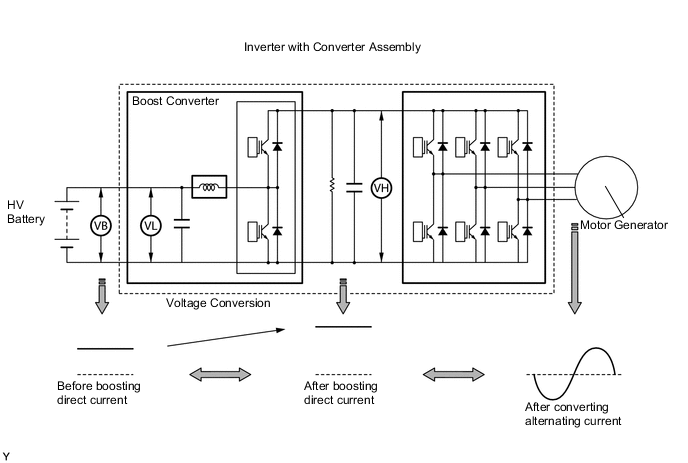 Inverter with Converter Assembly
Boost Converter
HV
Battery
VB
VL
VH
Motor Generator
Voltage Conversion
Before boosting
direct current
After boosting
direct current
After converting
alternating current
Y